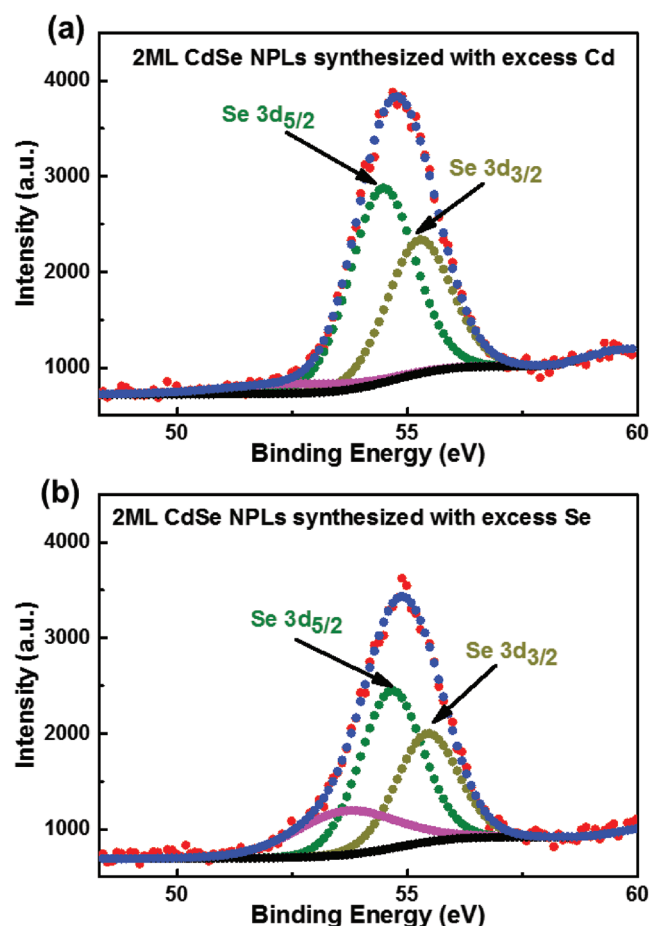 (a)
2ML CdSe NPLs synthesized with excess Cd
4000
Se 3d5/2
3000
Se 3d3/2
2000
1000
Intensity (a.u.)
50
55
60
Binding Energy (eV)
(b)
2ML CdSe NPLs synthesized with excess Se
4000
Se 3d5/2
3000
Se 3d3/2
2000
1000
Intensity (a.u.)
50
55
60
Binding Energy (eV)